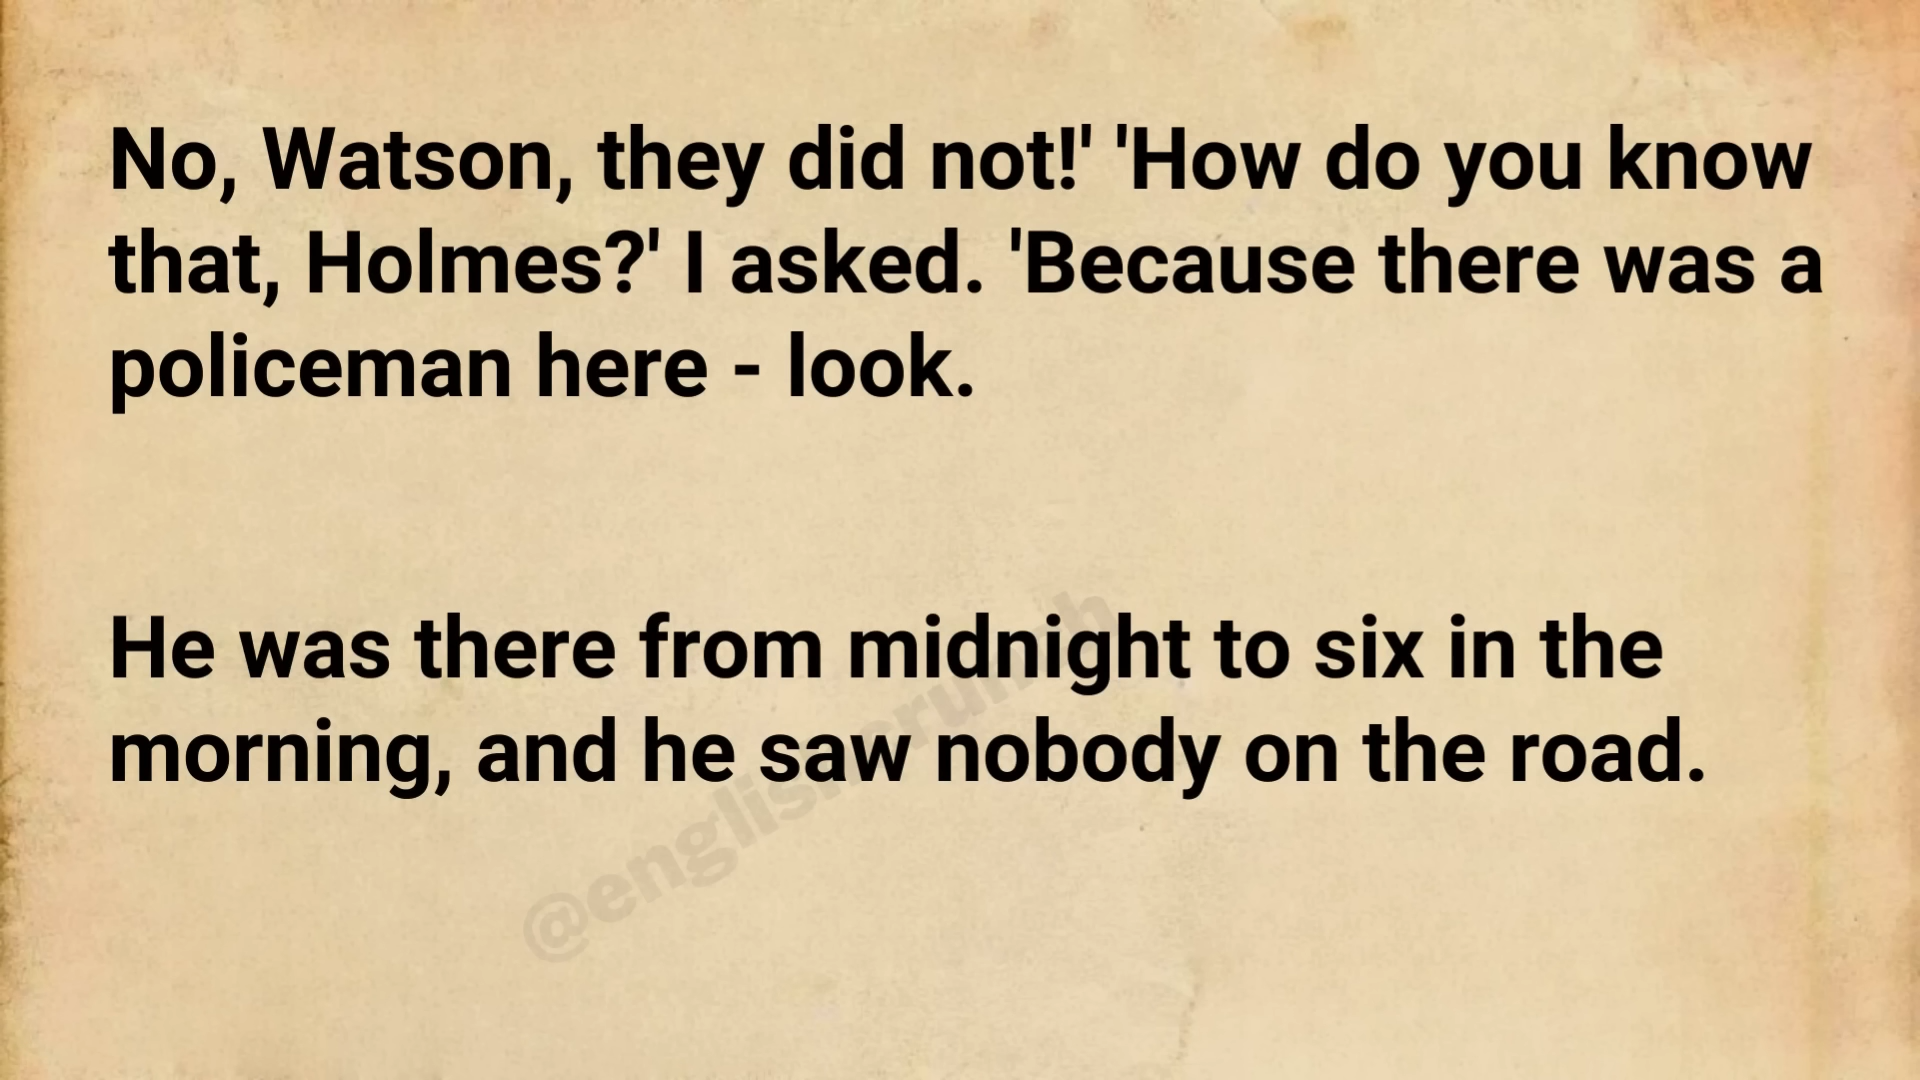 No, Watson, they did not!' 'How do you know
that, Holmes?' I asked. 'Because there was a
policeman here - look.
He was there from midnight to six in the
morning, and he saw nobody on the road.